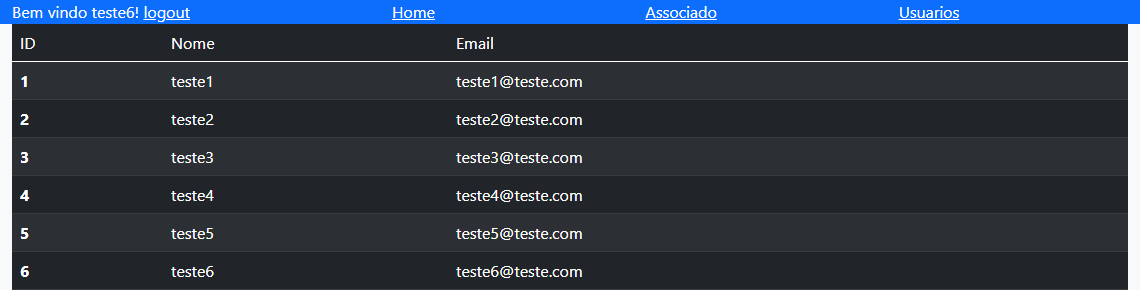 Bem vindo teste6! logout Home Associado Usuarios
ID Nome Email
1 teste1 teste1@teste.com
2 teste2 teste2@teste.com
3 teste3 teste3@teste.com
4 teste4 teste4@teste.com
5 teste5 teste5@teste.com
6 teste6 teste6@teste.com